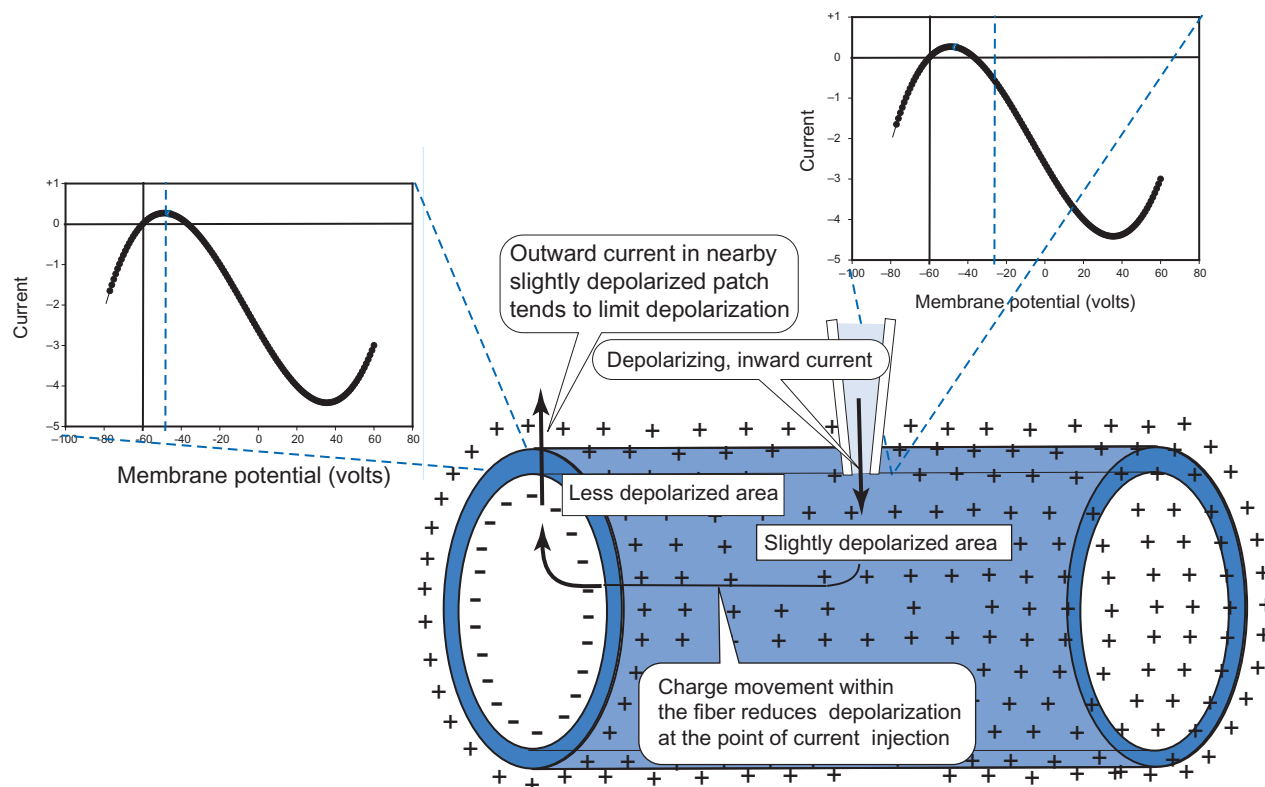 +1
0
–1
–2
–3
–4
–5
–100
–80
–60
–40
–20
0
20
40
60
80
Current
Membrane potential (volts)
+1
0
–1
–2
–3
–4
–5
–100
–80
–60
–40
–20
0
20
40
60
80
Current
Membrane potential (volts)
Outward current in nearby
slightly depolarized patch
tends to limit depolarization
Depolarizing, inward current
Less depolarized area
Slightly depolarized area
Charge movement within
the fiber reduces depolarization
at the point of current injection